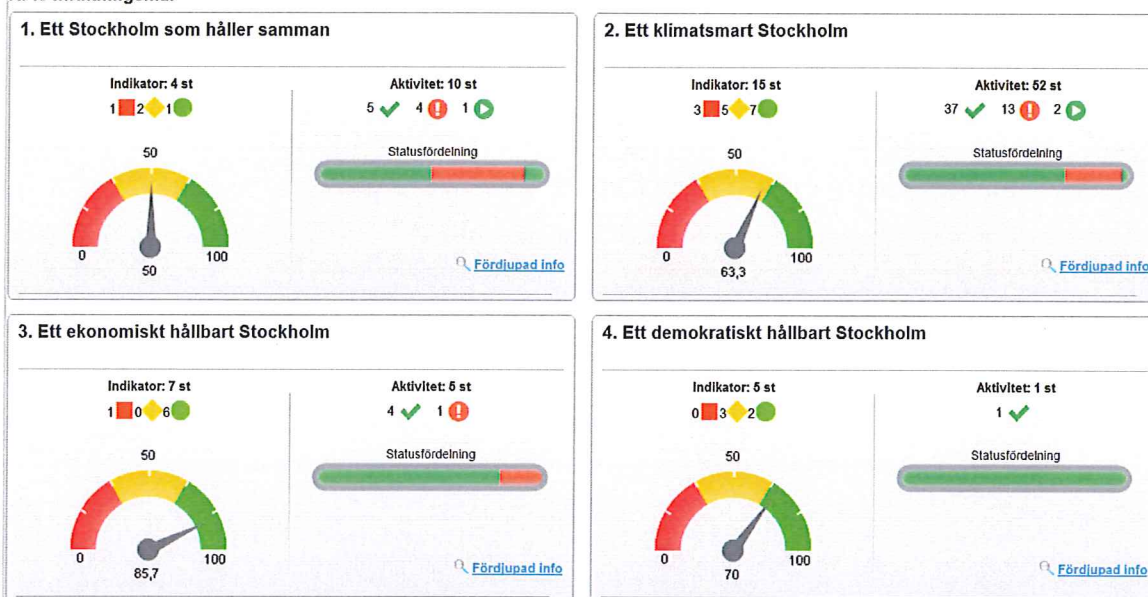 1. Ett Stockholm som håller samman
Indikator: 4 st
1 2 1
Aktivitet: 10 st
5 4 1
Statusfördelning
50
0
100
50
Fördjupad info
2. Ett klimatsmart Stockholm
Indikator: 15 st
3 5 7
Aktivitet: 52 st
37 13 2
Statusfördelning
50
0
100
63,3
Fördjupad info
3. Ett ekonomiskt hållbart Stockholm
Indikator: 7 st
1 0 6
Aktivitet: 5 st
4 1
Statusfördelning
50
0
100
85,7
Fördjupad info
4. Ett demokratiskt hållbart Stockholm
Indikator: 5 st
0 3 2
Aktivitet: 1 st
1
Statusfördelning
50
0
100
70
Fördjupad info